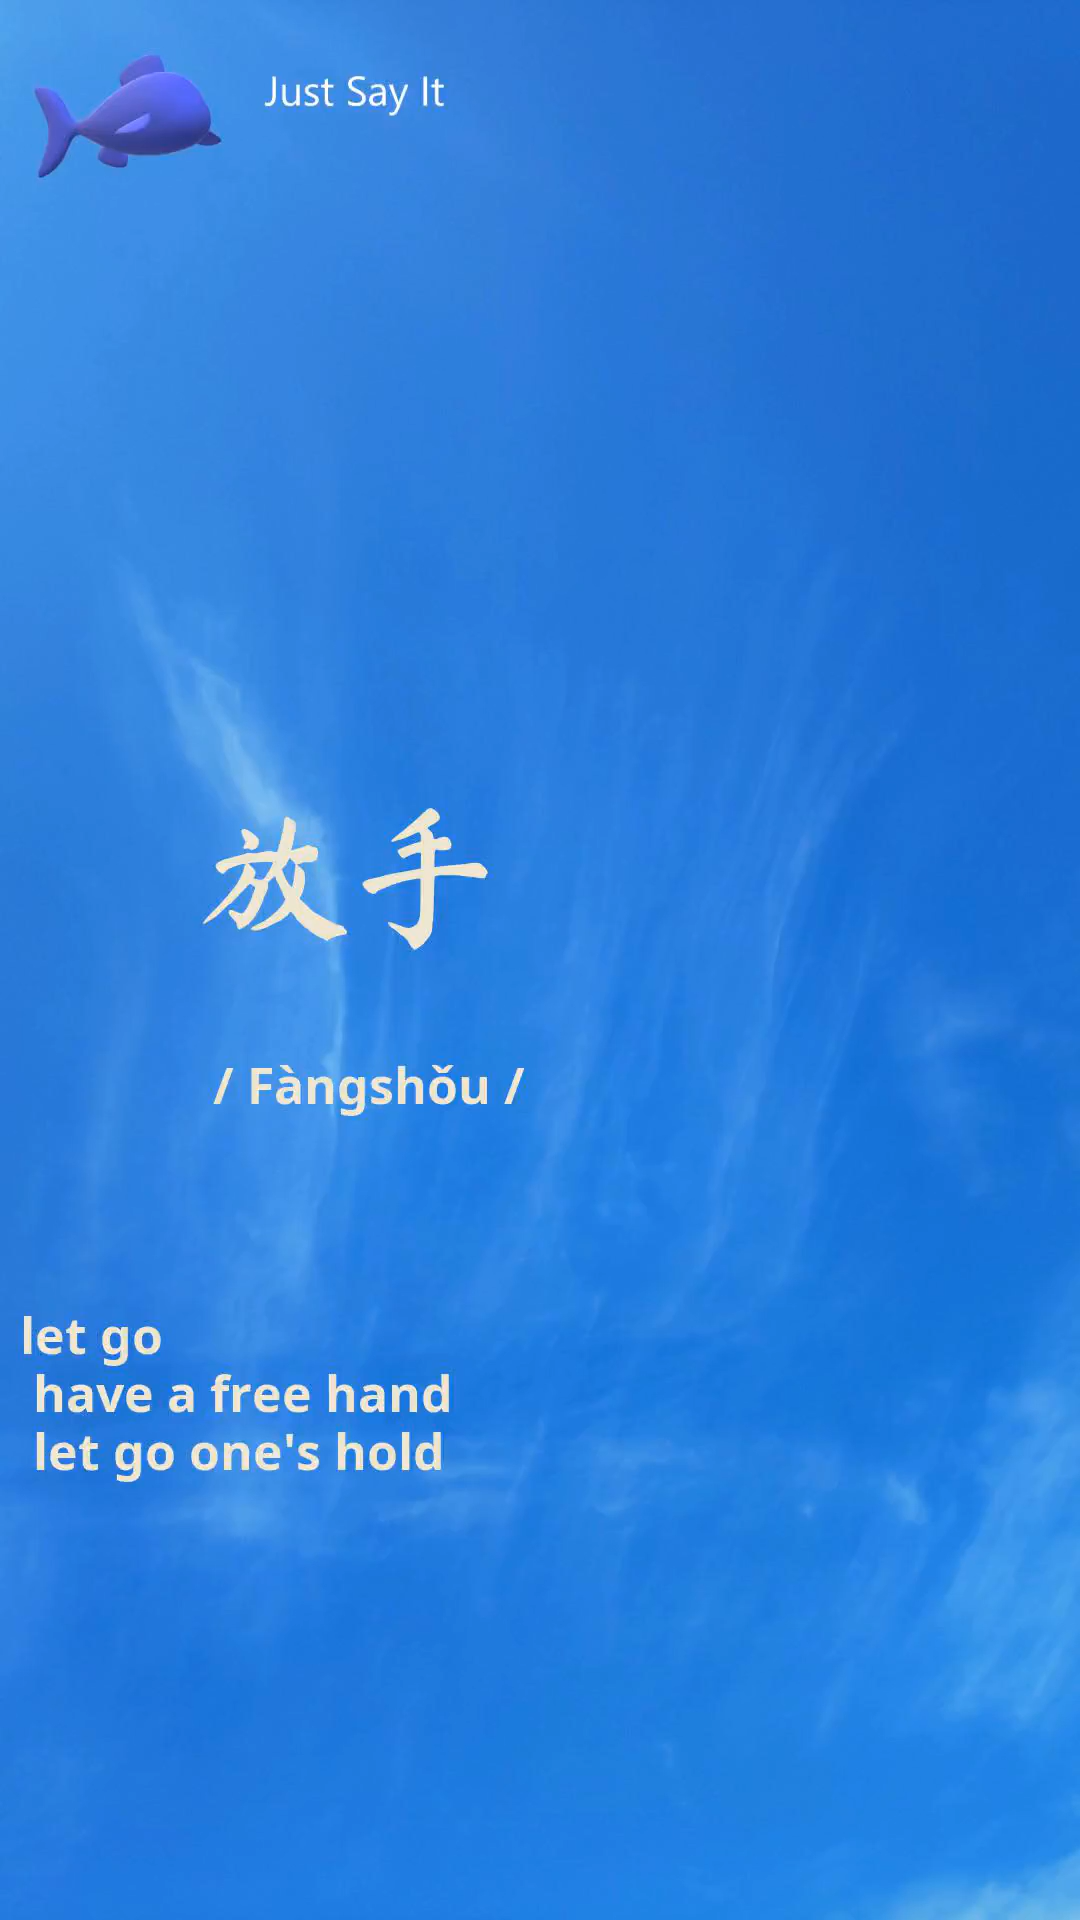 Just Say It
放手
/ Fàngshǒu /
let go
have a free hand
let go one's hold